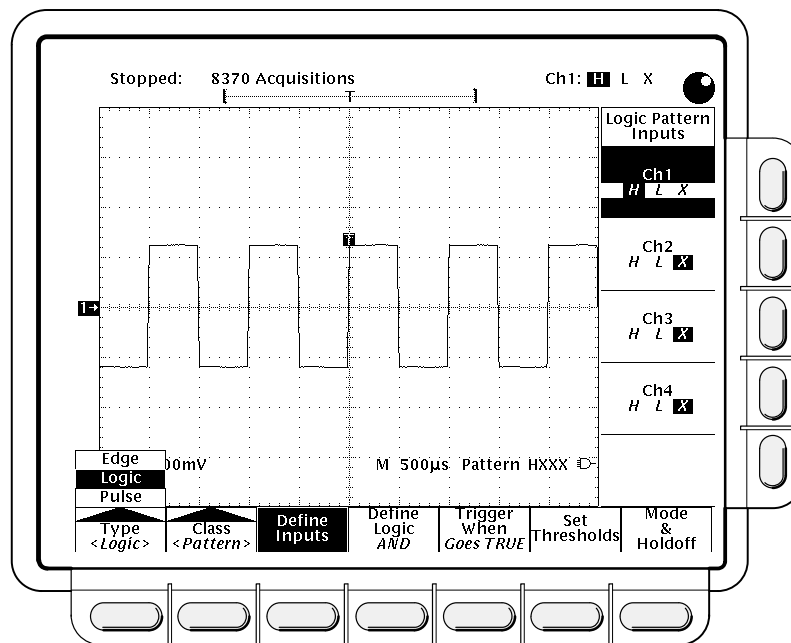 Stopped: 8370 Acquisitions
Ch1: H L X
T
Logic Pattern
Inputs
Ch1
H L X
Ch2
H L X
Ch3
H L X
Ch4
H L X
T
1→
00mV M 500µs Pattern HXXX
Edge
Logic
Pulse
Type
<Logic>
Class
<Pattern>
Define
Inputs
Define
Logic
AND
Trigger
When
Goes TRUE
Set
Thresholds
Mode
&
Holdoff